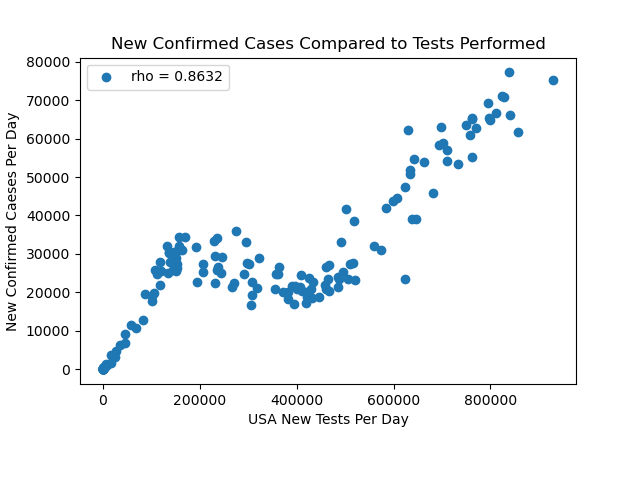 New Confirmed Cases Compared to Tests Performed
rho = 0.8632
New Confirmed Caeses Per Day
80000
70000
60000
50000
40000
30000
20000
10000
0
0 200000 400000 600000 800000
USA New Tests Per Day